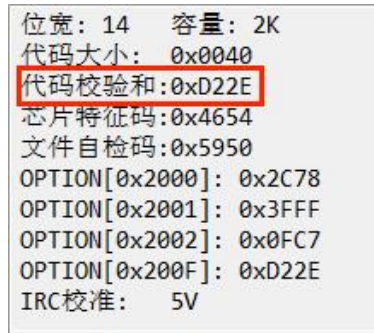 位宽: 14 容量: 2K
代码大小: 0x0040
代码校验和:0xD22E
芯片特征码:0x4654
文件自检码:0x5950
OPTION[0x2000]: 0x2C78
OPTION[0x2001]: 0x3FFF
OPTION[0x2002]: 0x0FC7
OPTION[0x200F]: 0xD22E
IRC校准: 5V